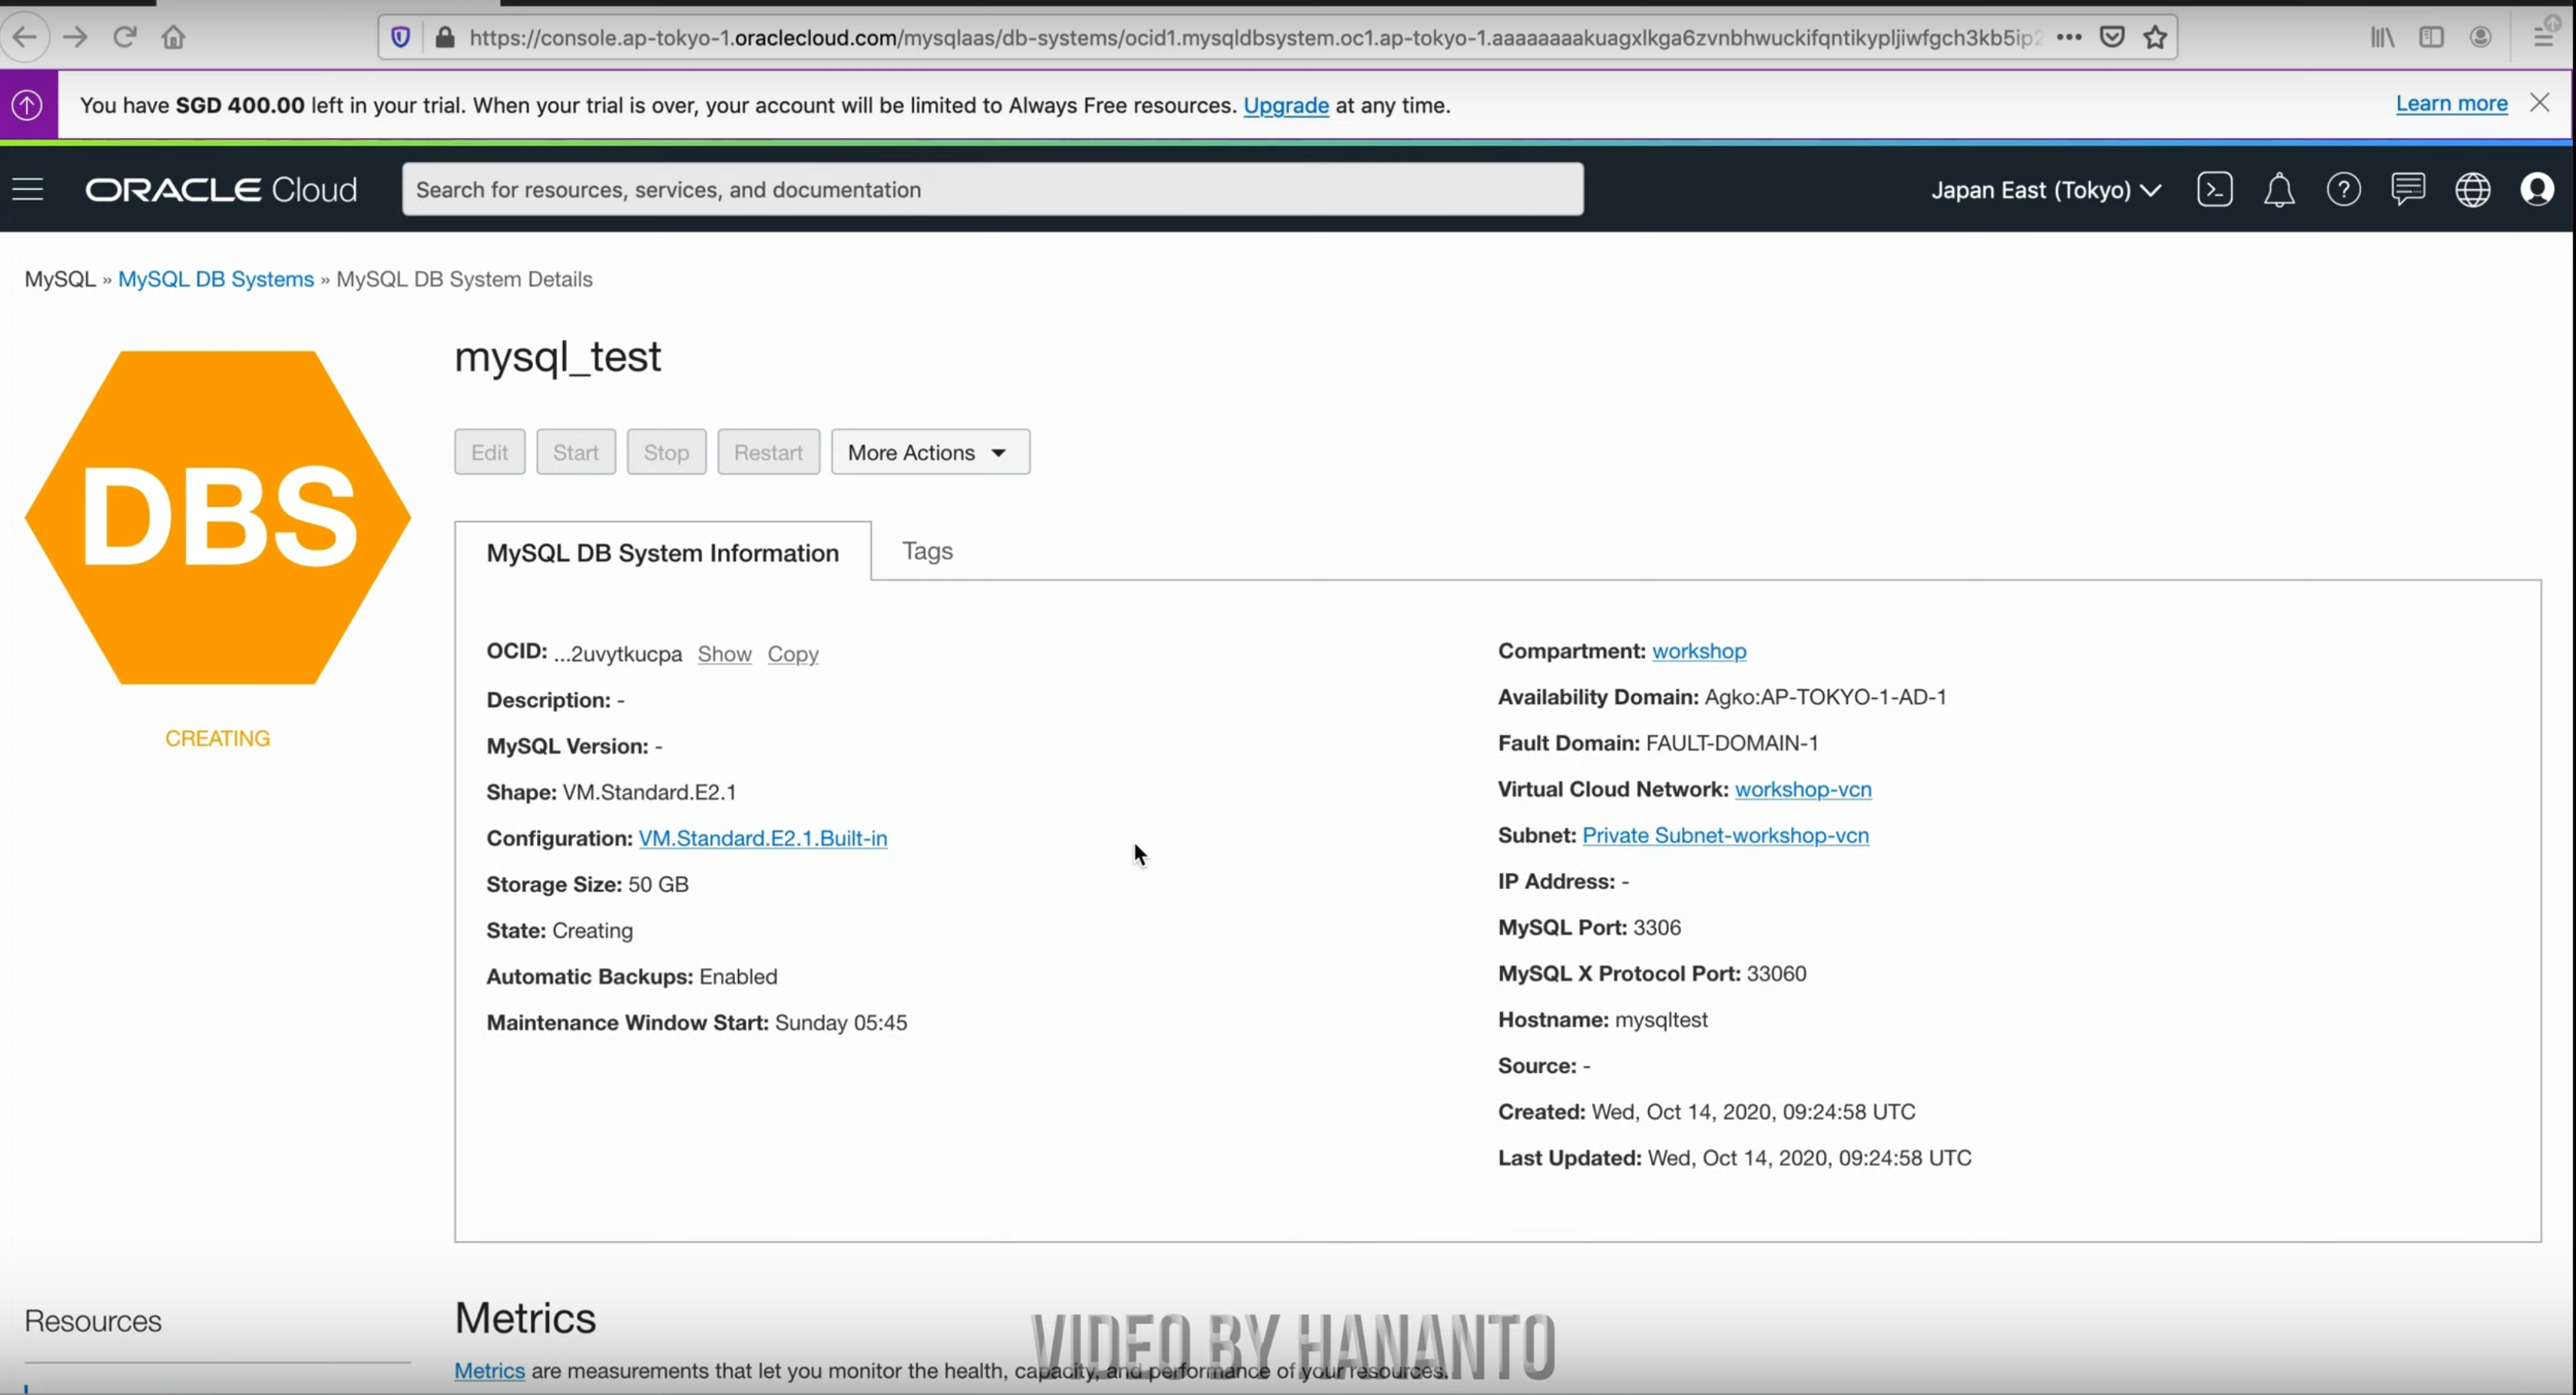 https://console.ap-tokyo-1.oraclecloud.com/mysqlaas/db-systems/ocid1.mysqldbsystem.oc1.ap-tokyo-1.aaaaaaaakuagxlkga6zvnbhwuckifqntikypljiwfgch3kb5ip2
You have SGD 400.00 left in your trial. When your trial is over, your account will be limited to Always Free resources. Upgrade at any time. Learn more
ORACLE Cloud Search for resources, services, and documentation Japan East (Tokyo)
MySQL » MySQL DB Systems » MySQL DB System Details
mysql_test
Edit Start Stop Restart More Actions
DBS
CREATING
MySQL DB System Information Tags
OCID: ...2uvytkucpa Show Copy
Description: -
MySQL Version: -
Shape: VM.Standard.E2.1
Configuration: VM.Standard.E2.1.Built-in
Storage Size: 50 GB
State: Creating
Automatic Backups: Enabled
Maintenance Window Start: Sunday 05:45
Compartment: workshop
Availability Domain: Agko:AP-TOKYO-1-AD-1
Fault Domain: FAULT-DOMAIN-1
Virtual Cloud Network: workshop-vcn
Subnet: Private Subnet-workshop-vcn
IP Address: -
MySQL Port: 3306
MySQL X Protocol Port: 33060
Hostname: mysqltest
Source: -
Created: Wed, Oct 14, 2020, 09:24:58 UTC
Last Updated: Wed, Oct 14, 2020, 09:24:58 UTC
Resources
Metrics
Metrics are measurements that let you monitor the health, capacity, and performance of your resources.
VIDEO BY HANANTO